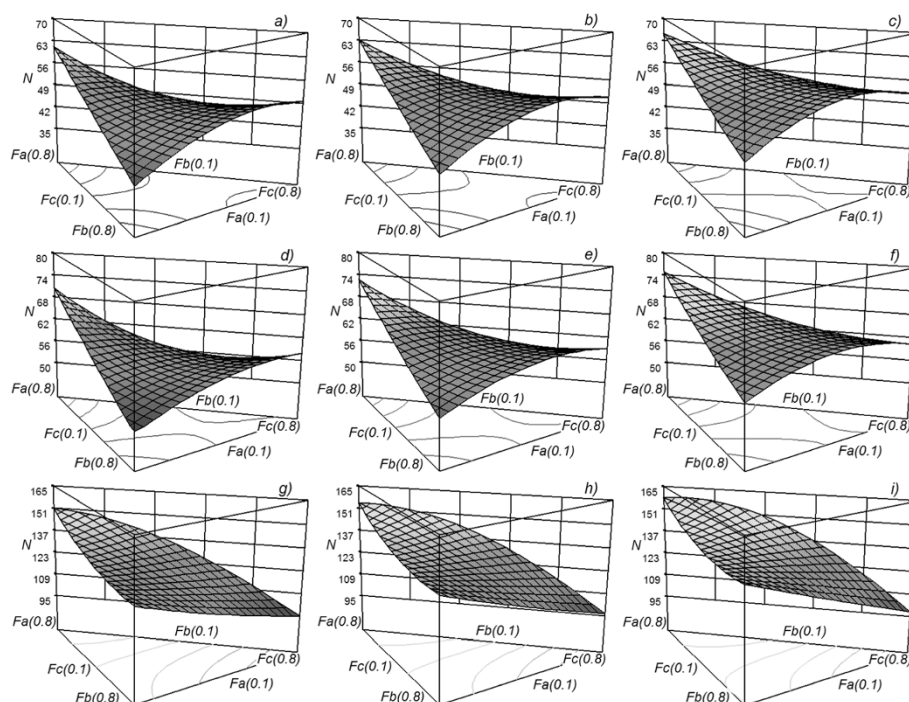 a) b) c)
70 70 70
63 63 63
N 56 N 56 N 56
49 49 49
42 42 42
35 35 35
Fa(0.8) Fb(0.1) Fa(0.8) Fb(0.1) Fa(0.8) Fb(0.1)
Fc(0.1) Fc(0.8) Fc(0.1) Fc(0.8) Fc(0.1) Fc(0.8)
Fb(0.8) Fa(0.1) Fb(0.8) Fa(0.1) Fb(0.8) Fa(0.1)
d) e) f)
80 80 80
74 74 74
68 68 68
N 62 N 62 N 62
56 56 56
50 50 50
Fa(0.8) Fb(0.1) Fa(0.8) Fb(0.1) Fa(0.8) Fb(0.1)
Fc(0.1) Fc(0.8) Fc(0.1) Fc(0.8) Fc(0.1) Fc(0.8)
Fb(0.8) Fa(0.1) Fb(0.8) Fa(0.1) Fb(0.8) Fa(0.1)
g) h) i)
165 165 165
151 151 151
N 137 N 137 N 137
123 123 123
109 109 109
95 95 95
Fa(0.8) Fb(0.1) Fa(0.8) Fb(0.1) Fa(0.8) Fb(0.1)
Fc(0.1) Fc(0.8) Fc(0.1) Fc(0.8) Fc(0.1) Fc(0.8)
Fb(0.8) Fa(0.1) Fb(0.8) Fa(0.1) Fb(0.8) Fa(0.1)